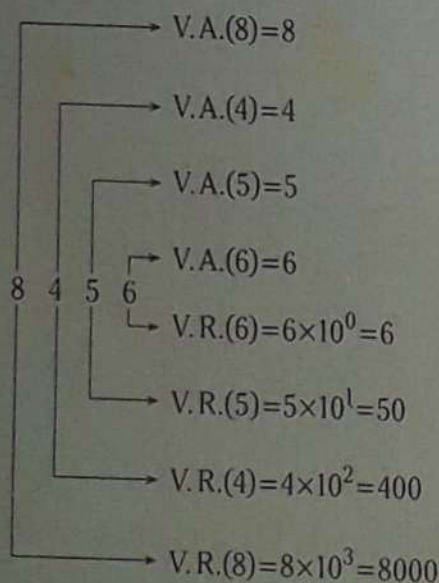 V.A.(8)=8
V.A.(4)=4
V.A.(5)=5
V.A.(6)=6
8 4 5 6
V.R.(6)=6×10⁰=6
V.R.(5)=5×10¹=50
V.R.(4)=4×10²=400
V.R.(8)=8×10³=8000